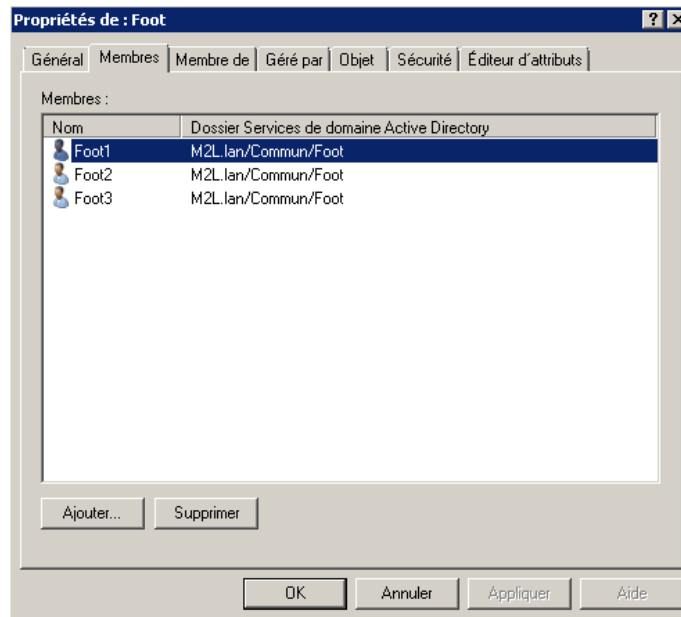 Propriétés de : Foot
Général Membres Membre de Géré par Objet Sécurité Éditeur d'attributs
Membres :
Nom Dossier Services de domaine Active Directory
Foot1 M2L.lan/Commun/Foot
Foot2 M2L.lan/Commun/Foot
Foot3 M2L.lan/Commun/Foot
Ajouter... Supprimer
OK Annuler Appliquer Aide